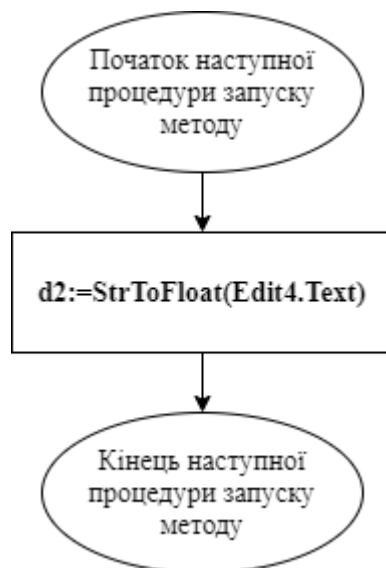 Початок наступної
процедури запуску
методу
d2:=StrToFloat(Edit4.Text)
Кінець наступної
процедури запуску
методу